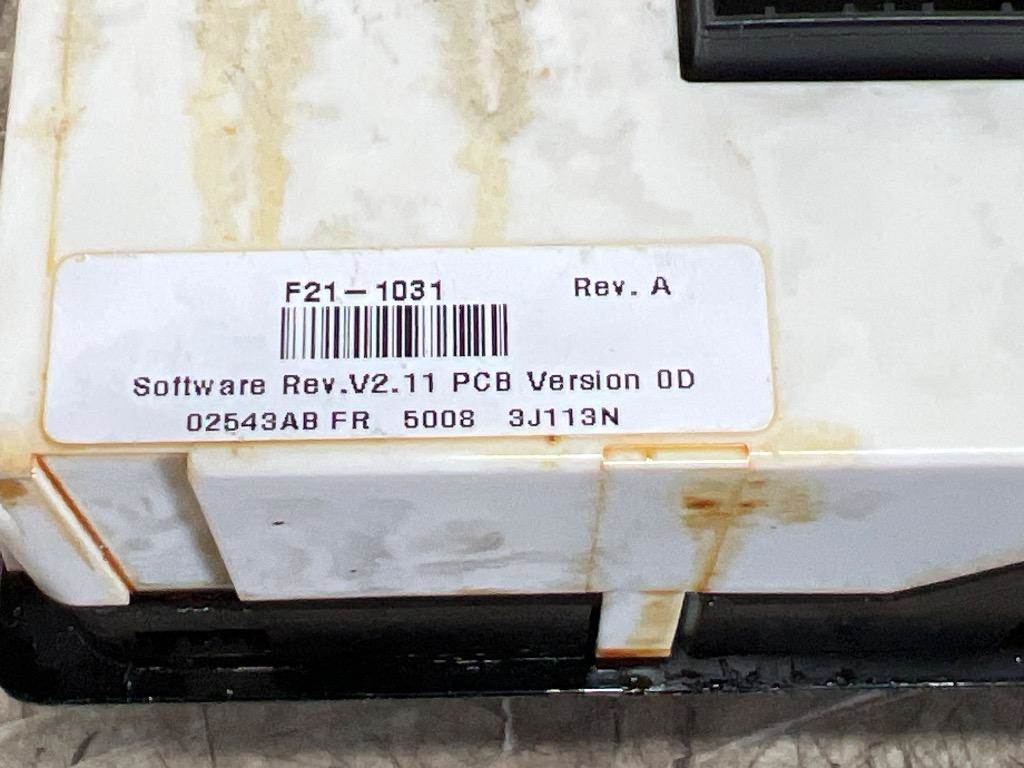 F21-1031 Rev. A
Software Rev.V2.11 PCB Version 0D
02543AB FR 5008 3J113N